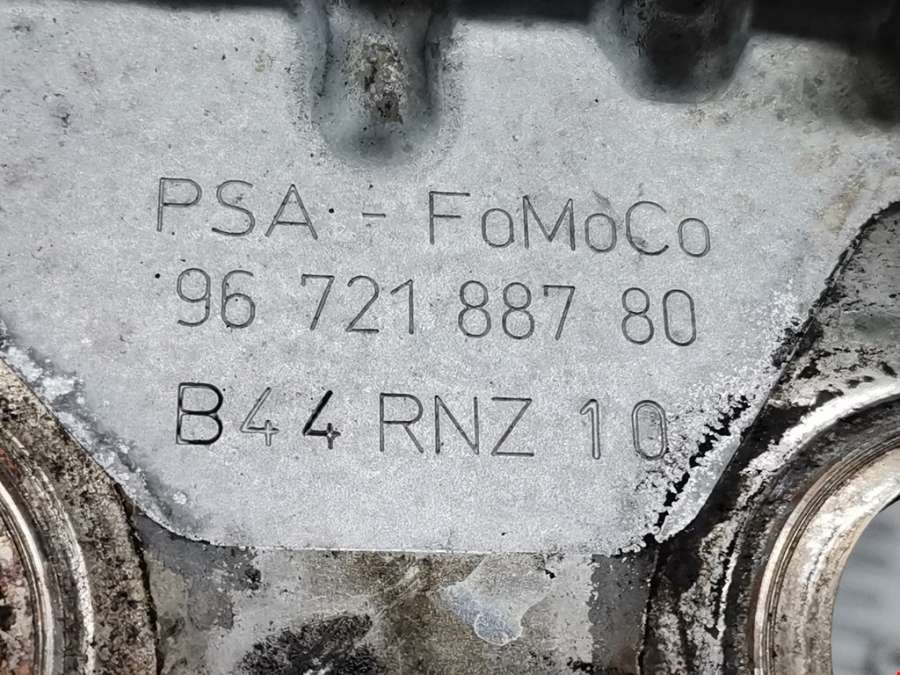 PSA - FoMoCo
96 721 887 80
B44 RNZ 10